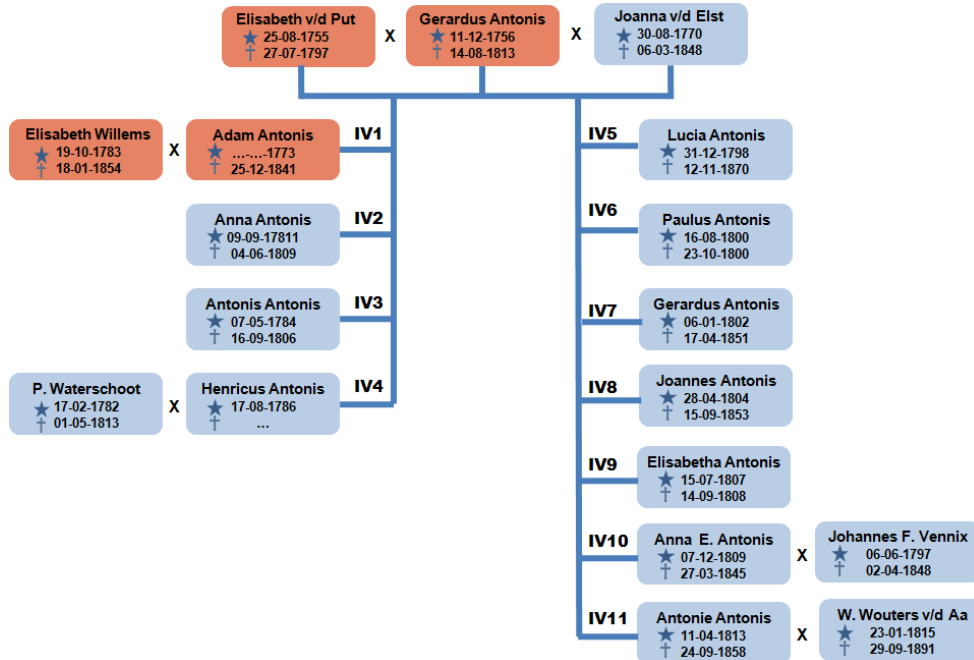 Elisabeth v/d Put
★ 25-08-1755
† 27-07-1797
X
Gerardus Antonis
★ 11-12-1756
† 14-08-1813
X
Joanna v/d Elst
★ 30-08-1770
† 06-03-1848
Elisabeth Willems
★ 19-10-1783
† 18-01-1854
X
Adam Antonis
★ ...-...-1773
† 25-12-1841
IV1
Anna Antonis
★ 09-09-17811
† 04-06-1809
IV2
Antonis Antonis
★ 07-05-1784
† 16-09-1806
IV3
P. Waterschoot
★ 17-02-1782
† 01-05-1813
X
Henricus Antonis
★ 17-08-1786
† ...
IV4
IV5
Lucia Antonis
★ 31-12-1798
† 12-11-1870
IV6
Paulus Antonis
★ 16-08-1800
† 23-10-1800
IV7
Gerardus Antonis
★ 06-01-1802
† 17-04-1851
IV8
Joannes Antonis
★ 28-04-1804
† 15-09-1853
IV9
Elisabetha Antonis
★ 15-07-1807
† 14-09-1808
IV10
Anna E. Antonis
★ 07-12-1809
† 27-03-1845
X
Johannes F. Vennix
★ 06-06-1797
† 02-04-1848
IV11
Antonie Antonis
★ 11-04-1813
† 24-09-1858
X
W. Wouters v/d Aa
★ 23-01-1815
† 29-09-1891